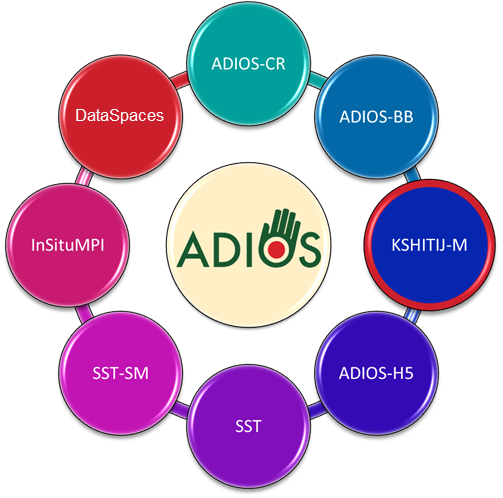 ADIOS-CR
ADIOS-BB
KSHITIJ-M
ADIOS-H5
SST
SST-SM
InSituMPI
DataSpaces
ADIOS